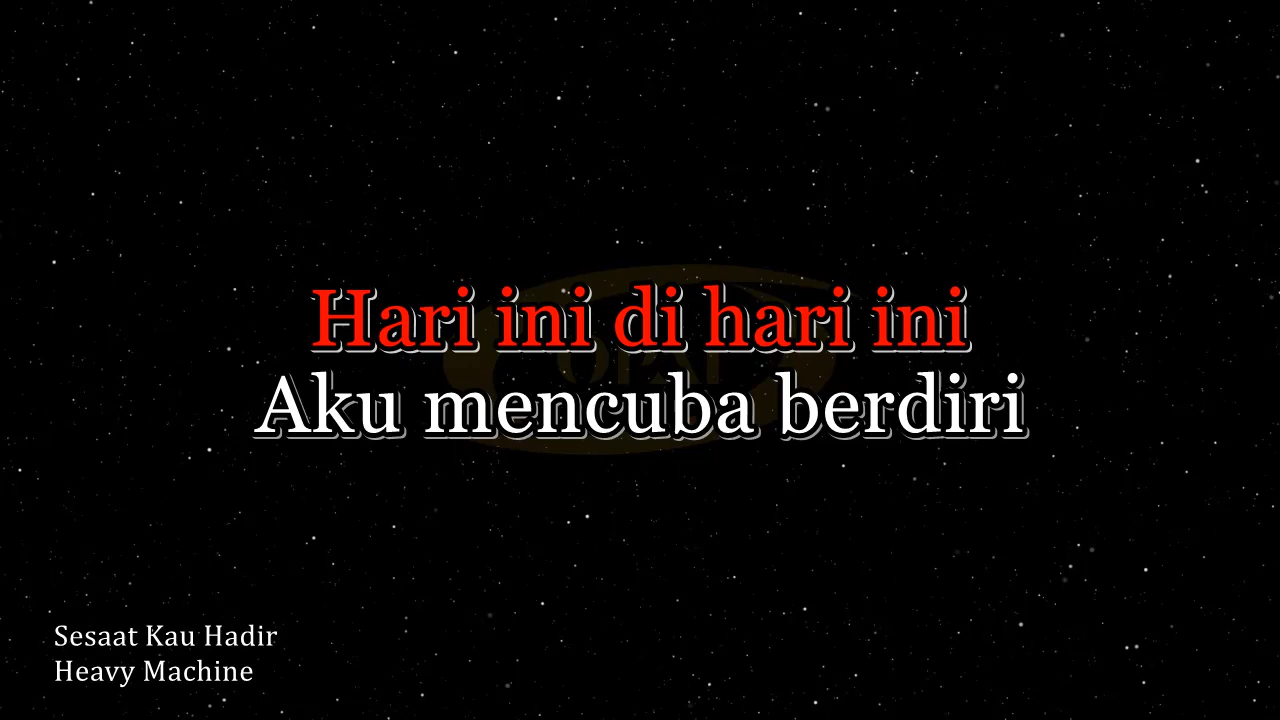 Hari ini di hari ini
Aku mencuba berdiri
Sesaat Kau Hadir
Heavy Machine